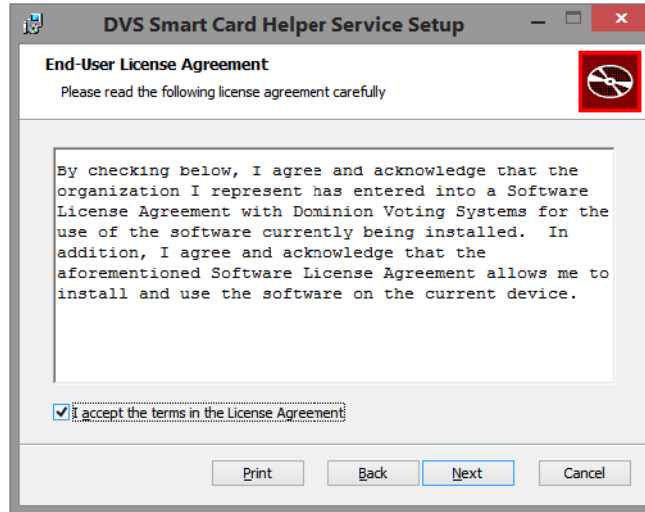 DVS Smart Card Helper Service Setup
End-User License Agreement
Please read the following license agreement carefully
By checking below, I agree and acknowledge that the
organization I represent has entered into a Software
License Agreement with Dominion Voting Systems for the
use of the software currently being installed.  In
addition, I agree and acknowledge that the
aforementioned Software License Agreement allows me to
install and use the software on the current device.
I accept the terms in the License Agreement
Print
Back
Next
Cancel